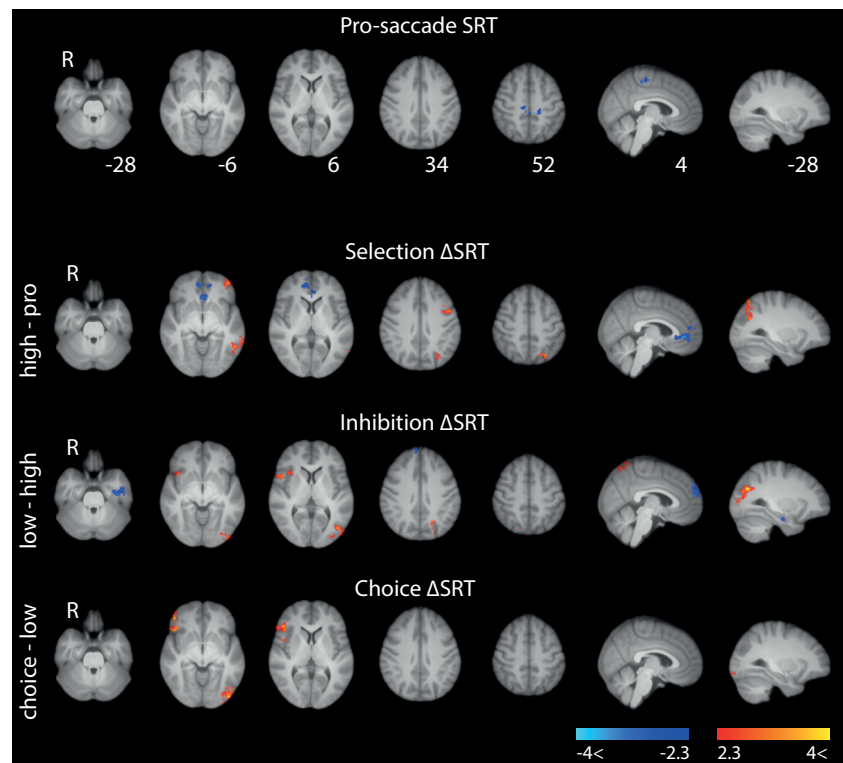 Pro-saccade SRT
R
-28 -6 6 34 52 4 -28
Selection ΔSRT
high - pro
R
Inhibition ΔSRT
low - high
R
Choice ΔSRT
choice - low
R
-4< -2.3 2.3 4<